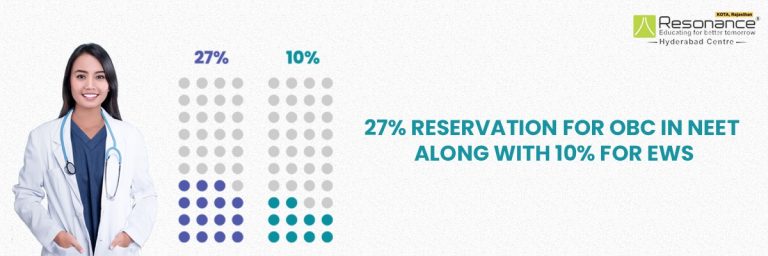 KOTA, Rajasthan
Resonance®
Educating for better tomorrow
Hyderabad Centre
27% 10%
27% RESERVATION FOR OBC IN NEET
ALONG WITH 10% FOR EWS